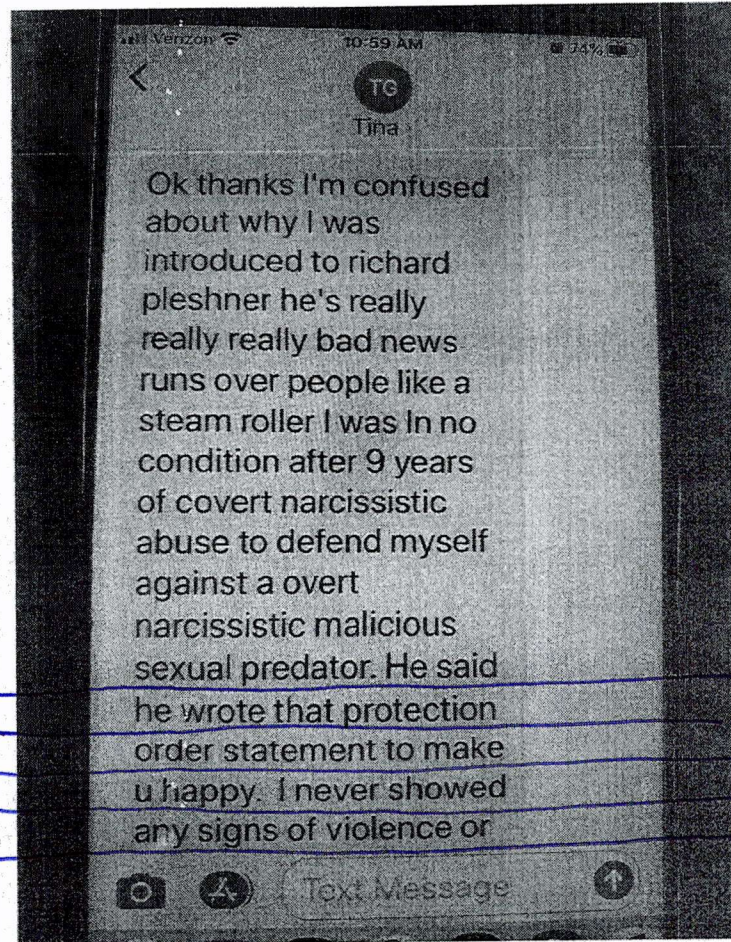 Verizon 10:59 AM 74%
TG
Tina
Ok thanks I'm confused
about why I was
introduced to richard
pleshner he's really
really really bad news
runs over people like a
steam roller I was In no
condition after 9 years
of covert narcissistic
abuse to defend myself
against a overt
narcissistic malicious
sexual predator. He said
he wrote that protection
order statement to make
u happy. I never showed
any signs of violence or
Text Message